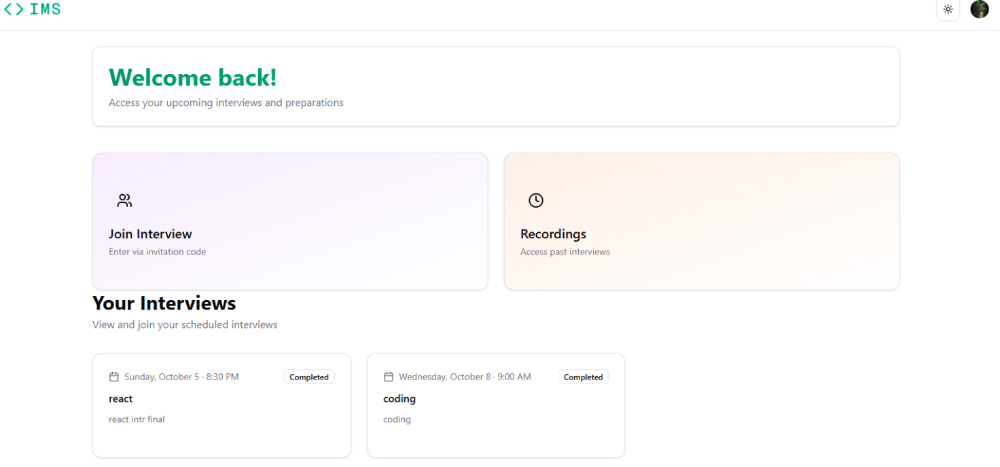 <> IMS
Welcome back!
Access your upcoming interviews and preparations
Join Interview
Enter via invitation code
Recordings
Access past interviews
Your Interviews
View and join your scheduled interviews
Sunday, October 5 · 8:30 PM
Completed
react
react intr final
Wednesday, October 8 · 9:00 AM
Completed
coding
coding